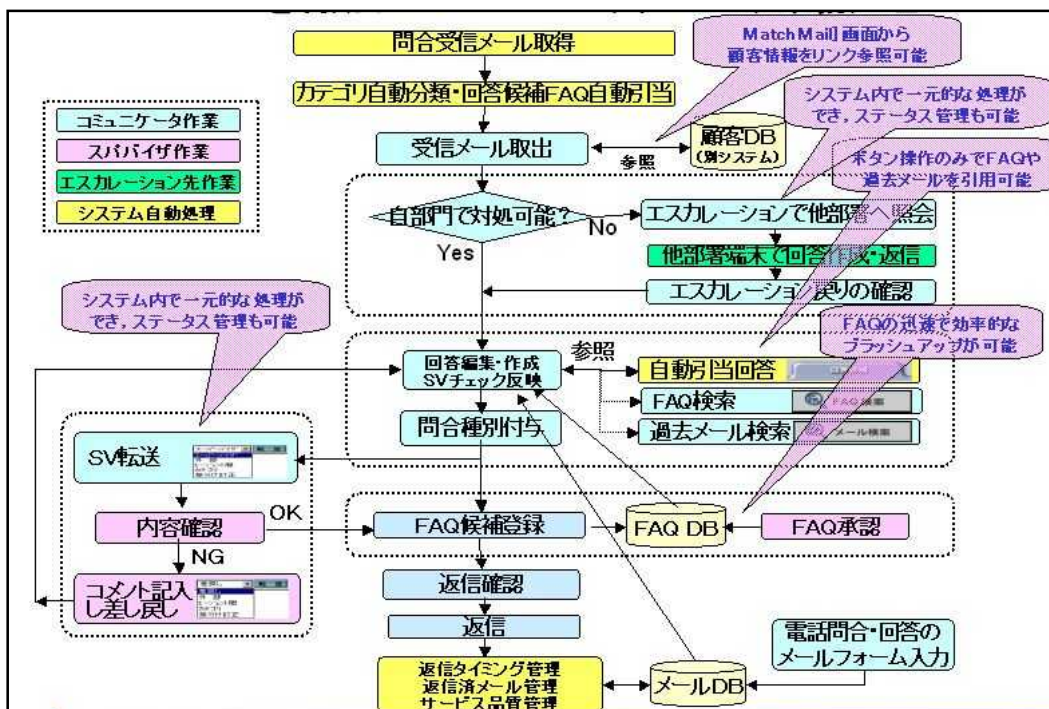 問合受信メール取得
MatchMail]画面から
顧客情報をリンク参照可能
カテゴリ自動分類・回答候補FAQ自動引当
システム内で一元的な処理が
でき,ステータス管理も可能
コミュニケータ作業
スパバイザ作業
エスカレーション先作業
システム自動処理
受信メール取出
参照
顧客DB
(別システム)
ボタン操作のみでFAQや
過去メールを引用可能
自部門で対処可能?
No
Yes
エスカレーションで他部署へ照会
他部署端末で回答作成・返信
エスカレーション戻りの確認
システム内で一元的な処理が
でき,ステータス管理も可能
FAQの迅速で効率的な
ブラッシュアップが可能
回答編集・作成
SVチェック反映
参照
自動引当回答
FAQ検索
FAQ検索
過去メール検索
メール検索
問合種別付与
SV転送
内容確認
OK
NG
コメント記入
し差し戻し
FAQ候補登録
FAQ DB
FAQ承認
返信確認
返信
電話問合・回答の
メールフォーム入力
返信タイミング管理
返信済メール管理
サービス品質管理
メールDB